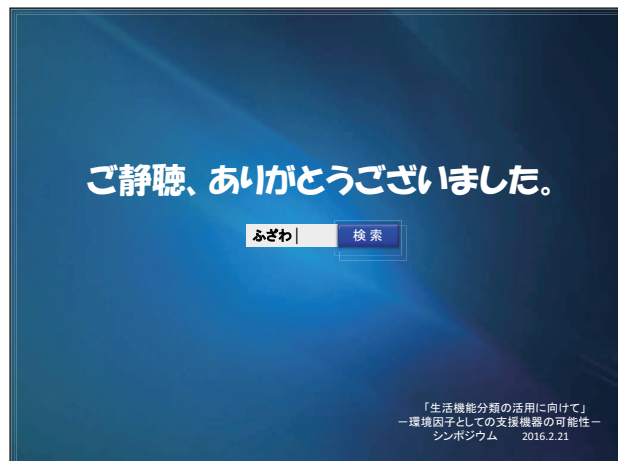 ご静聴、ありがとうございました。
ふざわ 検 索
「生活機能分類の活用に向けて」
－環境因子としての支援機器の可能性－
シンポジウム 2016.2.21